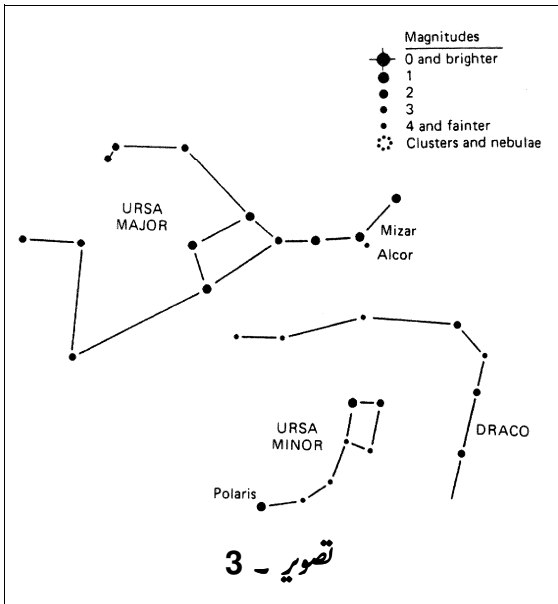 Magnitudes
0 and brighter
1
2
3
4 and fainter
Clusters and nebulae
URSA
MAJOR
Mizar
Alcor
URSA
MINOR
DRACO
Polaris
تصویر - 3